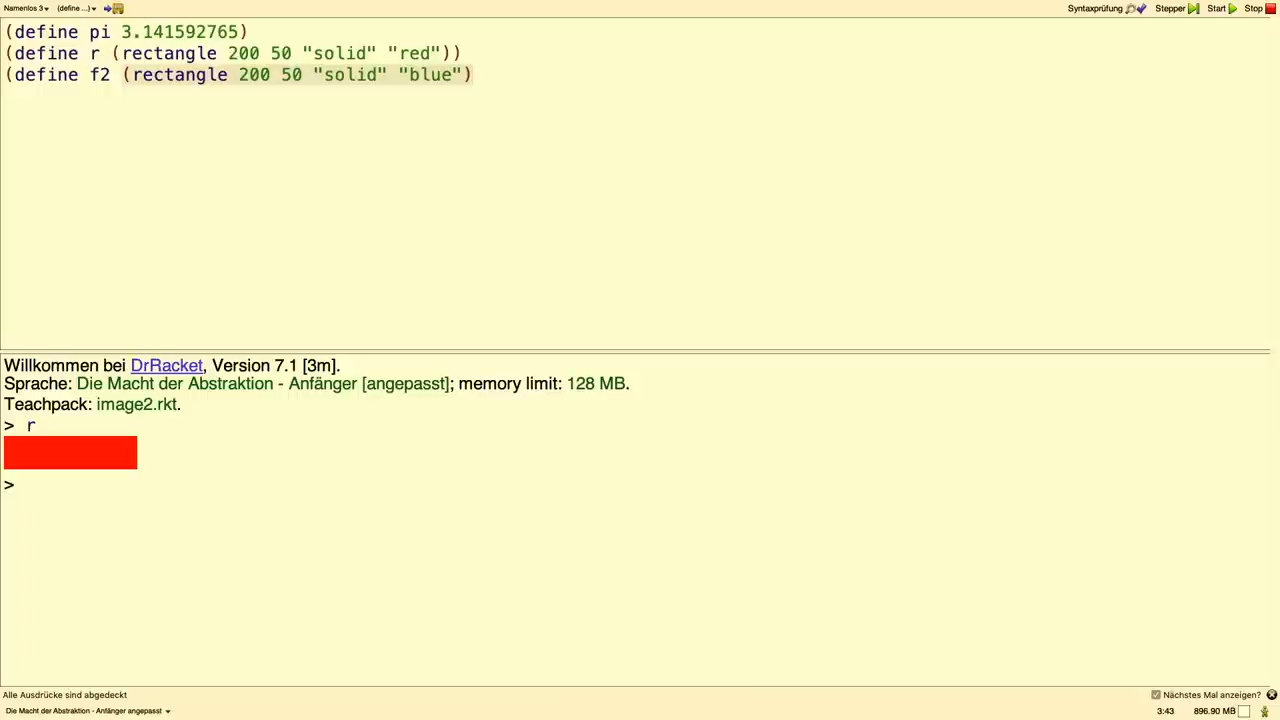 Namenlos 3 (define ...) Syntaxprüfung Stepper Start Stop
(define pi 3.141592765)
(define r (rectangle 200 50 "solid" "red"))
(define f2 (rectangle 200 50 "solid" "blue")
Willkommen bei DrRacket, Version 7.1 [3m].
Sprache: Die Macht der Abstraktion - Anfänger [angepasst]; memory limit: 128 MB.
Teachpack: image2.rkt.
> r
>
Alle Ausdrücke sind abgedeckt Nächstes Mal anzeigen?
Die Macht der Abstraktion - Anfänger angepasst 3:43 896.90 MB